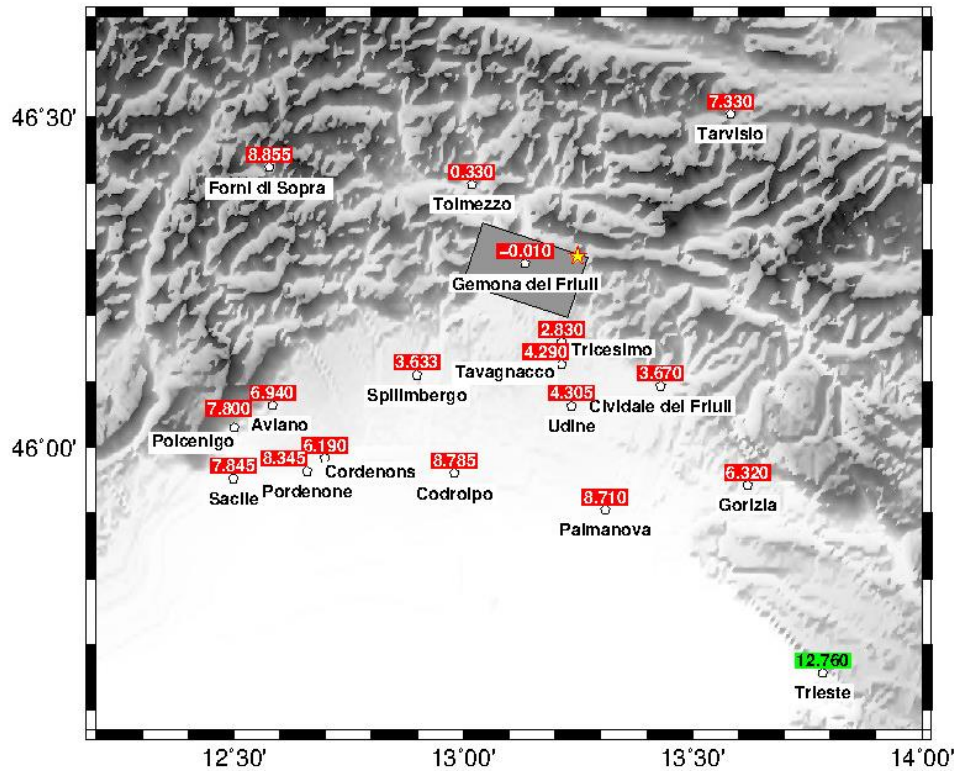 46°30'
7.330
Tarvisio
8.855
Forni di Sopra
0.330
Tolmezzo
−0.010
Gemona del Friuli
2.830
Tricesimo
4.290
Tavagnacco
3.633
Spilimbergo
3.670
Cividale del Friuli
4.305
Udine
6.940
Aviano
7.800
Polcenigo
46°00'
6.190
Cordenons
8.345
Pordenone
7.845
Sacile
8.785
Codroipo
6.320
Gorizia
8.710
Palmanova
12.760
Trieste
12°30'
13°00'
13°30'
14°00'